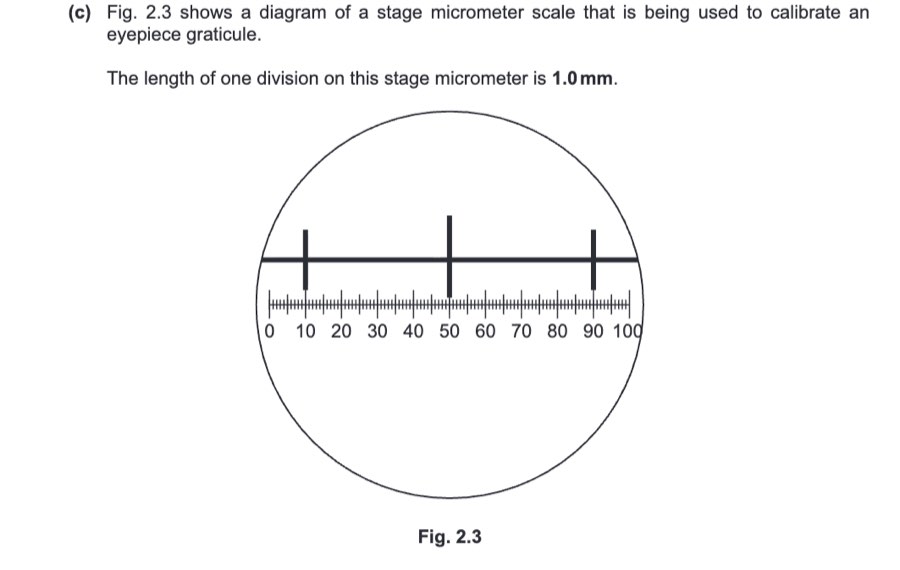 (c) Fig. 2.3 shows a diagram of a stage micrometer scale that is being used to calibrate an
eyepiece graticule.
The length of one division on this stage micrometer is 1.0 mm.
0 10 20 30 40 50 60 70 80 90 100
Fig. 2.3